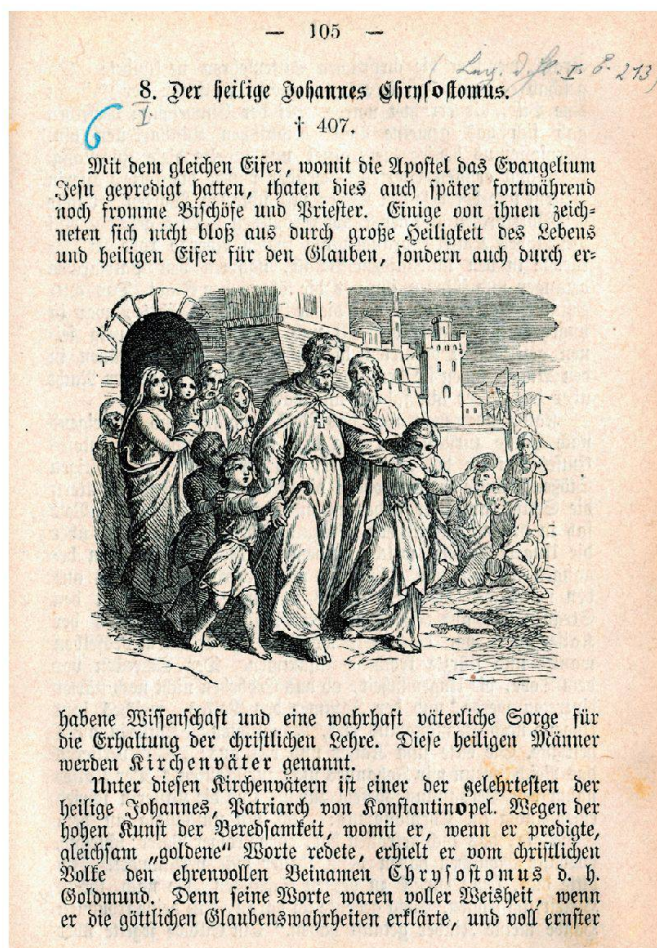 — 105 —
8. Der heilige Johannes Chrysostomus.
† 407.
Mit dem gleichen Eifer, womit die Apostel das Evangelium
Jesu gepredigt hatten, thaten dies auch später fortwährend
noch fromme Bischöfe und Priester. Einige von ihnen zeich-
neten sich nicht bloß aus durch große Heiligkeit des Lebens
und heiligen Eifer für den Glauben, sondern auch durch er-
habene Wissenschaft und eine wahrhaft väterliche Sorge für
die Erhaltung der christlichen Lehre. Diese heiligen Männer
werden Kirchenväter genannt.
Unter diesen Kirchenvätern ist einer der gelehrtesten der
heilige Johannes, Patriarch von Konstantinopel. Wegen der
hohen Kunst der Beredsamkeit, womit er, wenn er predigte,
gleichsam „goldene“ Worte redete, erhielt er vom christlichen
Volke den ehrenvollen Beinamen Chrysostomus d. h.
Goldmund. Denn seine Worte waren voller Weisheit, wenn
er die göttlichen Glaubenswahrheiten erklärte, und voll ernster